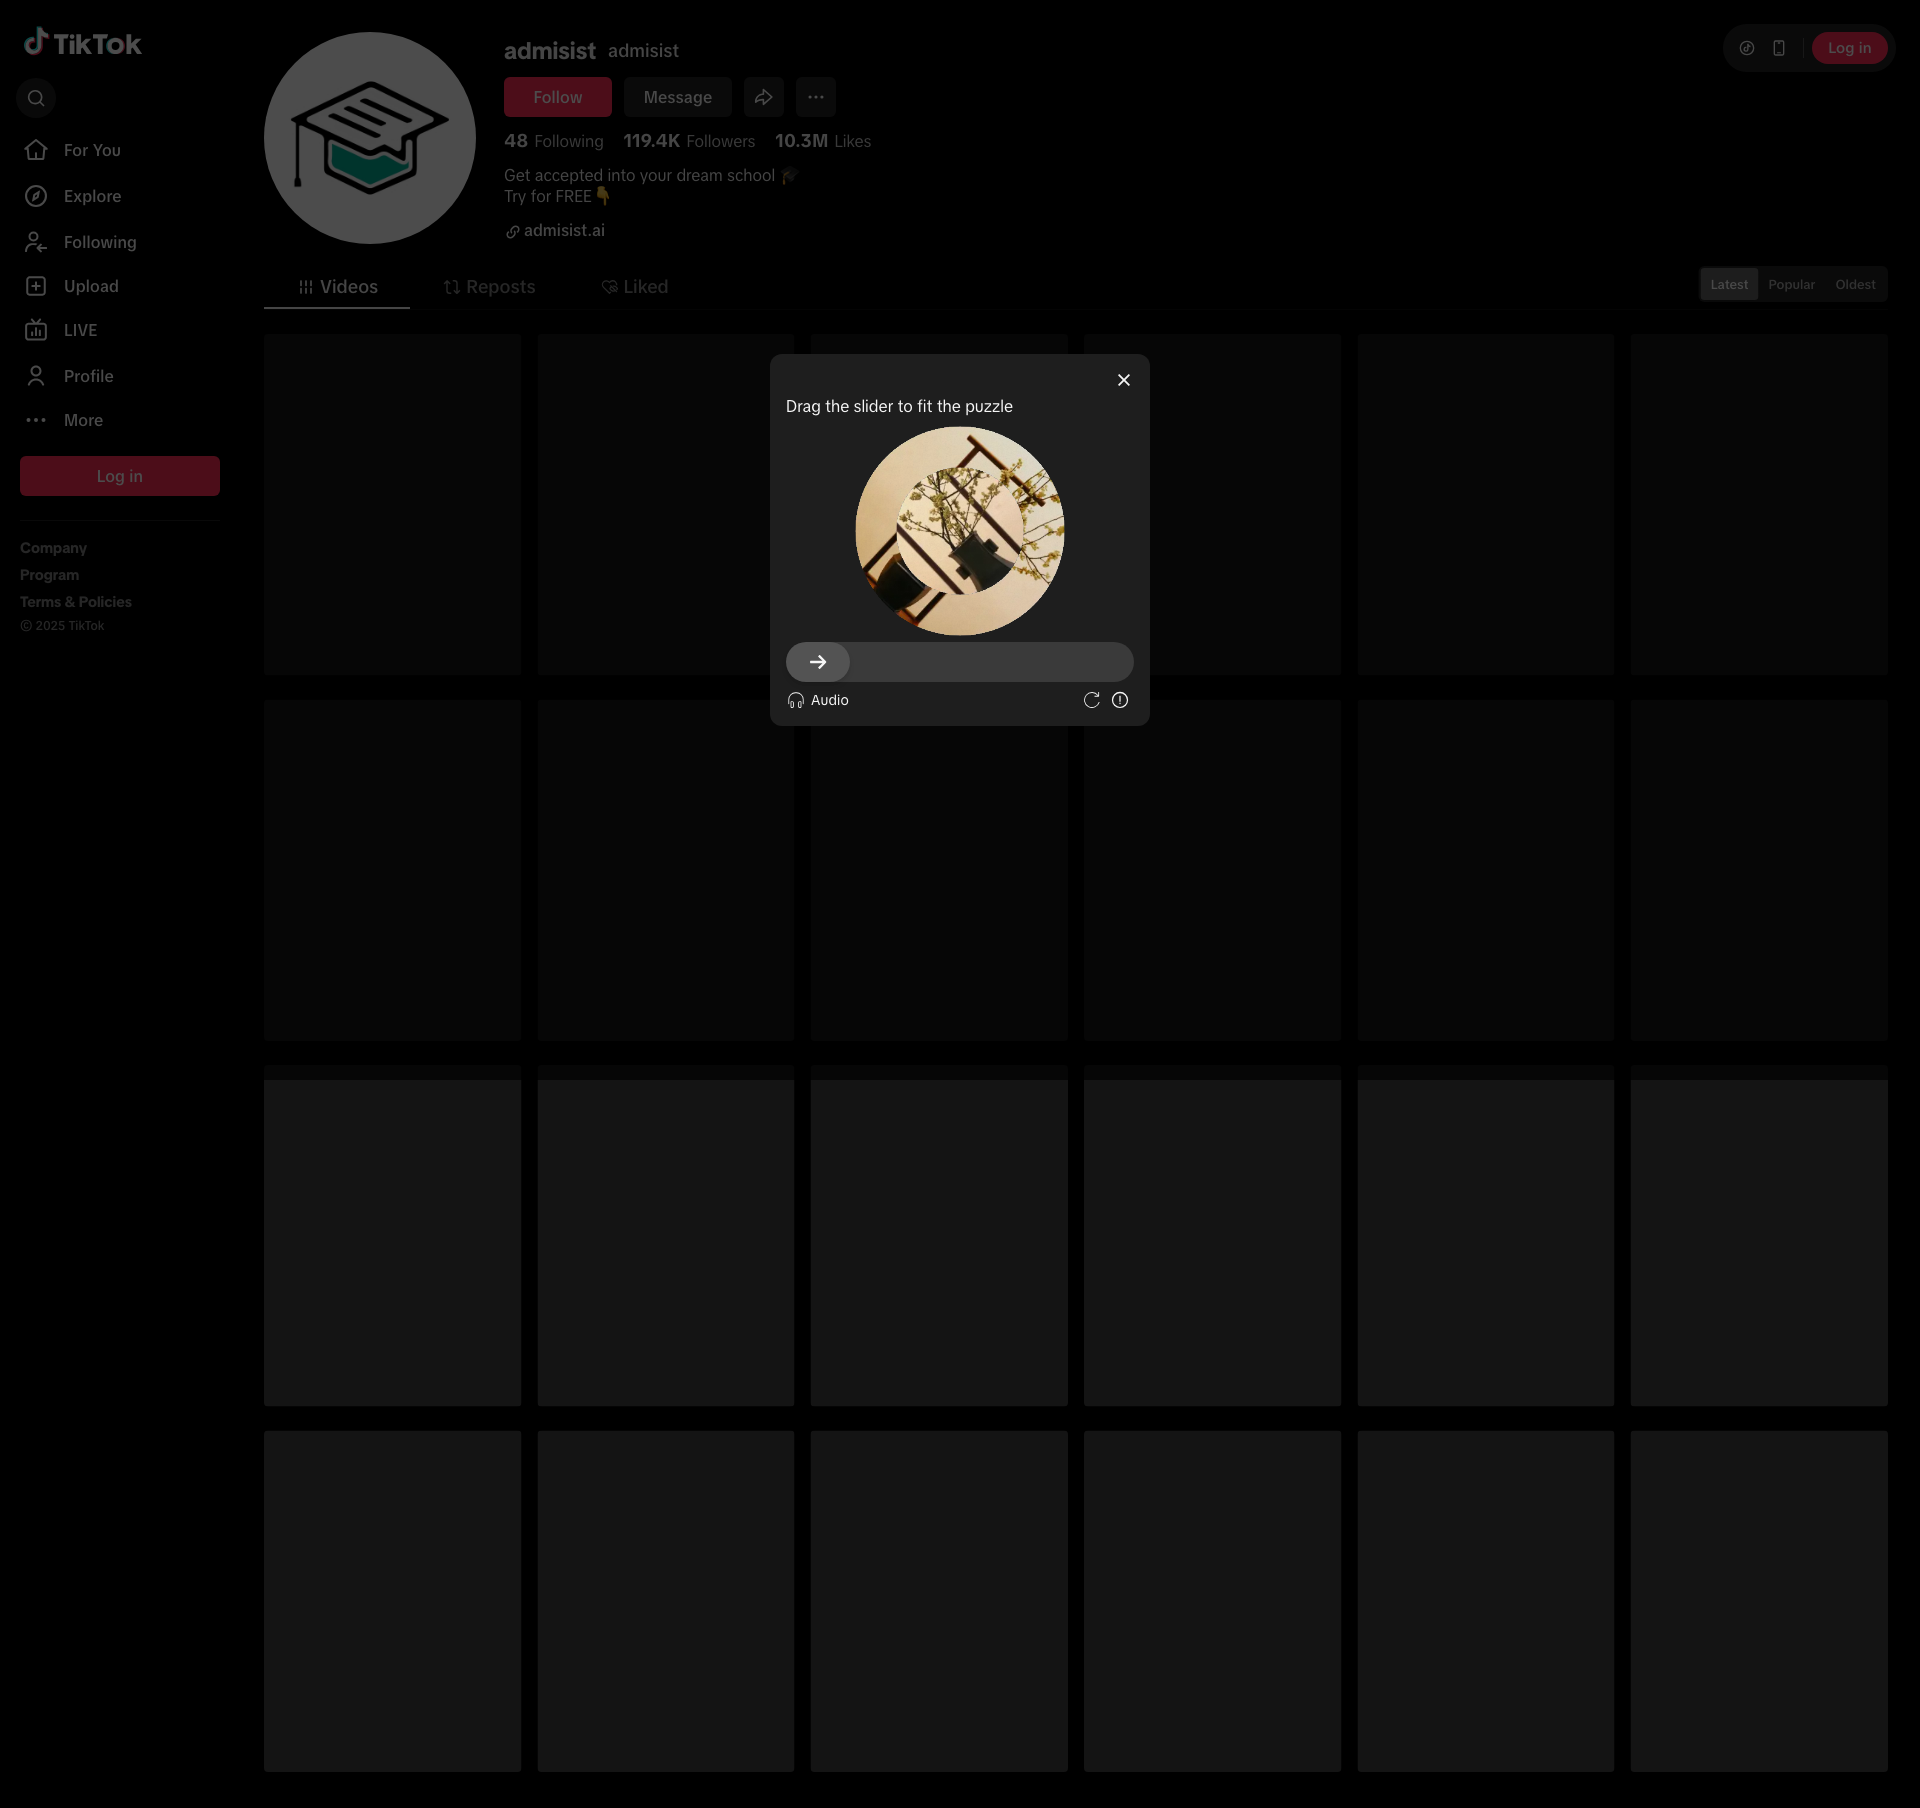 TikTok
For You
Explore
Following
Upload
LIVE
Profile
More
Log in
Company
Program
Terms & Policies
© 2025 TikTok
admisist admisist
Follow Message
48 Following 119.4K Followers 10.3M Likes
Get accepted into your dream school 🎓
Try for FREE👇
admisist.ai
Log in
Videos Reposts Liked
Latest Popular Oldest
Drag the slider to fit the puzzle
Audio